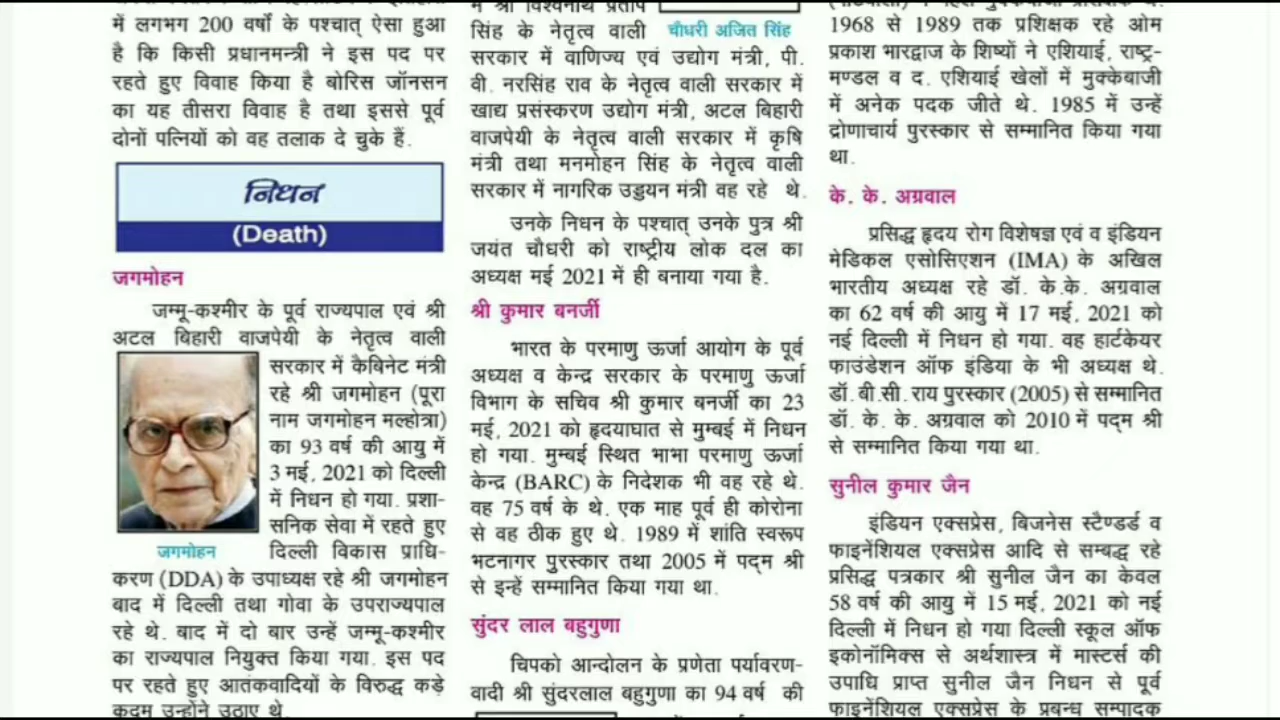 में लगभग 200 वर्षों के पश्चात् ऐसा हुआ
है कि किसी प्रधानमन्त्री ने इस पद पर
रहते हुए विवाह किया है बोरिस जॉनसन
का यह तीसरा विवाह है तथा इससे पूर्व
दोनों पत्नियों को वह तलाक दे चुके हैं.
निधन
(Death)
जगमोहन
जम्मू-कश्मीर के पूर्व राज्यपाल एवं श्री
अटल बिहारी वाजपेयी के नेतृत्व वाली
सरकार में कैबिनेट मंत्री
रहे श्री जगमोहन (पूरा
नाम जगमोहन मल्होत्रा)
का 93 वर्ष की आयु में
3 मई, 2021 को दिल्ली
में निधन हो गया. प्रशा-
सनिक सेवा में रहते हुए
जगमोहन
दिल्ली विकास प्राधि-
करण (DDA) के उपाध्यक्ष रहे श्री जगमोहन
बाद में दिल्ली तथा गोवा के उपराज्यपाल
रहे थे. बाद में दो बार उन्हें जम्मू-कश्मीर
का राज्यपाल नियुक्त किया गया. इस पद
पर रहते हुए आतंकवादियों के विरुद्ध कड़े
कदम उन्होंने उठाए थे.
में श्री विश्वनाथ प्रताप
सिंह के नेतृत्व वाली
चौधरी अजित सिंह
सरकार में वाणिज्य एवं उद्योग मंत्री, पी.
वी. नरसिंह राव के नेतृत्व वाली सरकार में
खाद्य प्रसंस्करण उद्योग मंत्री, अटल बिहारी
वाजपेयी के नेतृत्व वाली सरकार में कृषि
मंत्री तथा मनमोहन सिंह के नेतृत्व वाली
सरकार में नागरिक उड्डयन मंत्री वह रहे थे.
उनके निधन के पश्चात् उनके पुत्र श्री
जयंत चौधरी को राष्ट्रीय लोक दल का
अध्यक्ष मई 2021 में ही बनाया गया है.
श्री कुमार बनर्जी
भारत के परमाणु ऊर्जा आयोग के पूर्व
अध्यक्ष व केन्द्र सरकार के परमाणु ऊर्जा
विभाग के सचिव श्री कुमार बनर्जी का 23
मई, 2021 को हृदयाघात से मुम्बई में निधन
हो गया. मुम्बई स्थित भाभा परमाणु ऊर्जा
केन्द्र (BARC) के निदेशक भी वह रहे थे.
वह 75 वर्ष के थे. एक माह पूर्व ही कोरोना
से वह ठीक हुए थे. 1989 में शांति स्वरूप
भटनागर पुरस्कार तथा 2005 में पद्म श्री
से इन्हें सम्मानित किया गया था.
सुंदर लाल बहुगुणा
चिपको आन्दोलन के प्रणेता पर्यावरण-
वादी श्री सुंदरलाल बहुगुणा का 94 वर्ष की
1968 से 1989 तक प्रशिक्षक रहे ओम
प्रकाश भारद्वाज के शिष्यों ने एशियाई, राष्ट्र-
मण्डल व द. एशियाई खेलों में मुक्केबाजी
में अनेक पदक जीते थे. 1985 में उन्हें
द्रोणाचार्य पुरस्कार से सम्मानित किया गया
था.
के. के. अग्रवाल
प्रसिद्ध हृदय रोग विशेषज्ञ एवं व इंडियन
मेडिकल एसोसिएशन (IMA) के अखिल
भारतीय अध्यक्ष रहे डॉ. के.के. अग्रवाल
का 62 वर्ष की आयु में 17 मई, 2021 को
नई दिल्ली में निधन हो गया. वह हार्टकेयर
फाउंडेशन ऑफ इंडिया के भी अध्यक्ष थे.
डॉ. बी.सी. राय पुरस्कार (2005) से सम्मानित
डॉ. के. के. अग्रवाल को 2010 में पद्म श्री
से सम्मानित किया गया था.
सुनील कुमार जैन
इंडियन एक्सप्रेस, बिजनेस स्टैण्डर्ड व
फाइनेंशियल एक्सप्रेस आदि से सम्बद्ध रहे
प्रसिद्ध पत्रकार श्री सुनील जैन का केवल
58 वर्ष की आयु में 15 मई, 2021 को नई
दिल्ली में निधन हो गया दिल्ली स्कूल ऑफ
इकोनॉमिक्स से अर्थशास्त्र में मास्टर्स की
उपाधि प्राप्त सुनील जैन निधन से पूर्व
फाइनेंशियल एक्सप्रेस के प्रबन्ध सम्पादक